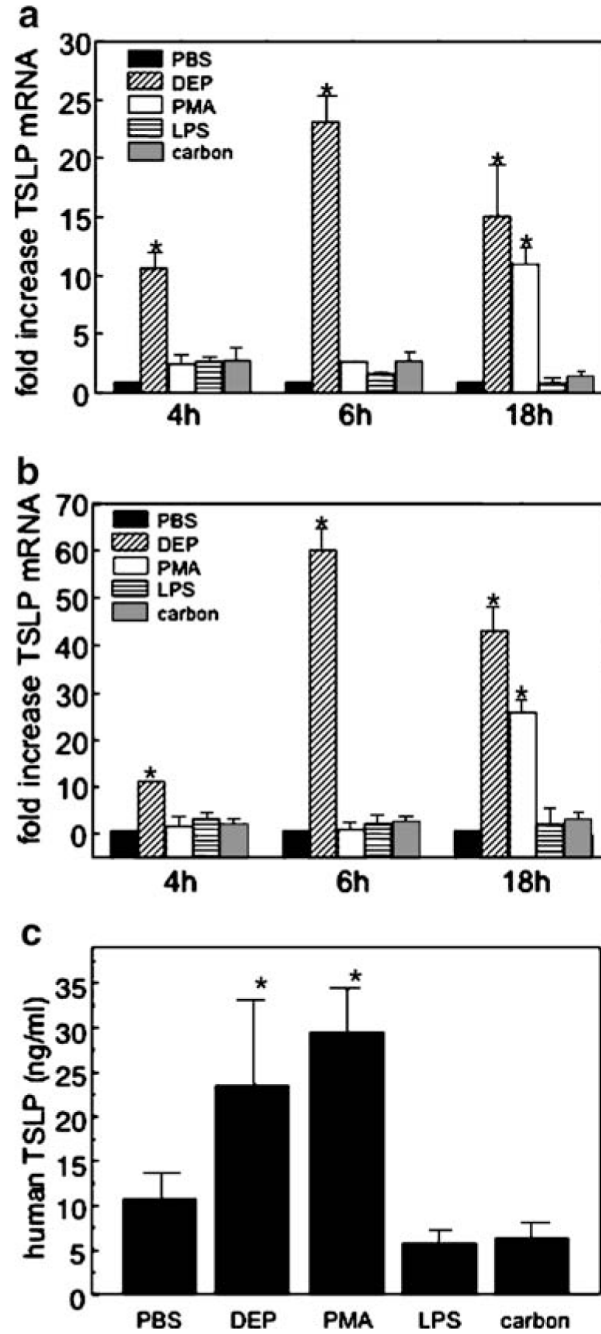 a
fold increase TSLP mRNA
30
25
20
15
10
5
0
PBS
DEP
PMA
LPS
carbon
*
*
*
*
4h 6h 18h
b
fold increase TSLP mRNA
70
60
50
40
30
20
10
0
PBS
DEP
PMA
LPS
carbon
*
*
*
*
4h 6h 18h
c
human TSLP (ng/ml)
35
30
25
20
15
10
5
0
* *
PBS DEP PMA LPS carbon